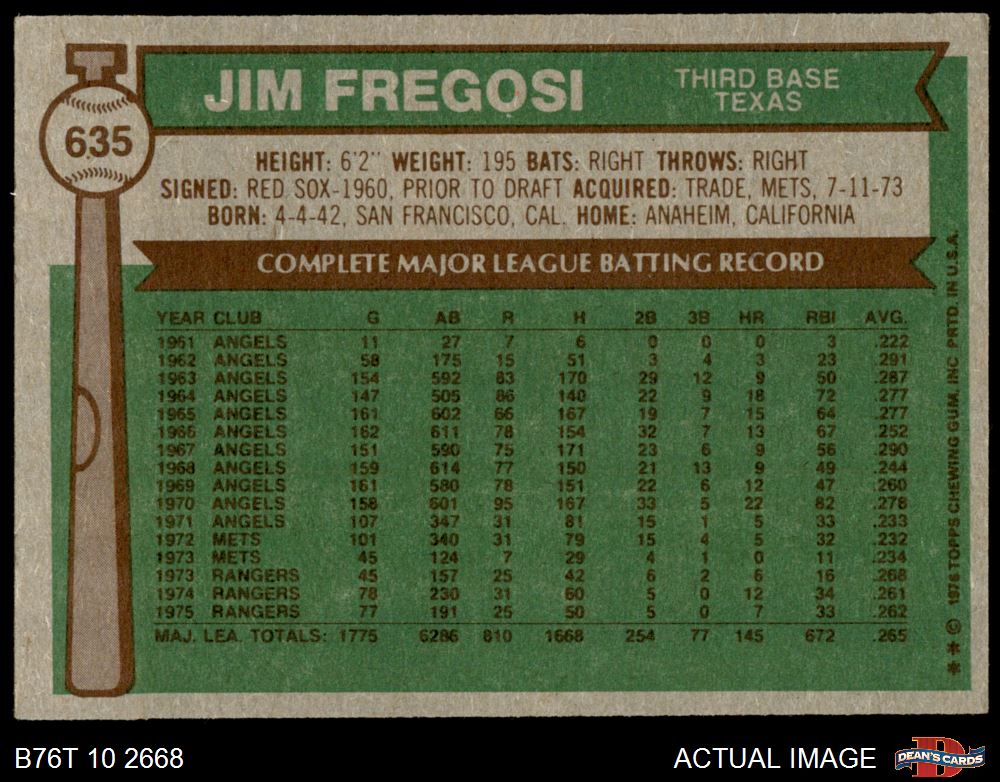 JIM FREGOSI
THIRD BASE
TEXAS
635
HEIGHT: 6'2" WEIGHT: 195 BATS: RIGHT THROWS: RIGHT
SIGNED: RED SOX-1960, PRIOR TO DRAFT ACQUIRED: TRADE, METS, 7-11-73
BORN: 4-4-42, SAN FRANCISCO, CAL. HOME: ANAHEIM, CALIFORNIA
COMPLETE MAJOR LEAGUE BATTING RECORD
YEAR CLUB G AB R H 2B 3B HR RBI AVG.
1961 ANGELS 11 27 7 6 0 0 0 3 .222
1962 ANGELS 58 175 15 51 3 4 3 23 .291
1963 ANGELS 154 592 83 170 29 12 9 50 .287
1964 ANGELS 147 505 86 140 22 9 18 72 .277
1965 ANGELS 161 602 66 167 19 7 15 64 .277
1966 ANGELS 162 611 78 154 32 7 13 67 .252
1967 ANGELS 151 590 75 171 23 6 9 56 .290
1968 ANGELS 159 614 77 150 21 13 9 49 .244
1969 ANGELS 161 580 78 151 22 6 12 47 .260
1970 ANGELS 158 601 95 167 33 5 22 82 .278
1971 ANGELS 107 347 31 81 15 1 5 33 .233
1972 METS 101 340 31 79 15 4 5 32 .232
1973 METS 45 124 7 29 4 1 0 11 .234
1973 RANGERS 45 157 25 42 6 2 6 16 .268
1974 RANGERS 78 230 31 60 5 0 12 34 .261
1975 RANGERS 77 191 25 50 5 0 7 33 .262
MAJ. LEA. TOTALS: 1775 6286 810 1668 254 77 145 672 .265
* * © 1976 TOPPS CHEWING GUM, INC PRTD. IN U.S.A.
B76T 10 2668
ACTUAL IMAGE
D
DEAN'S CARDS